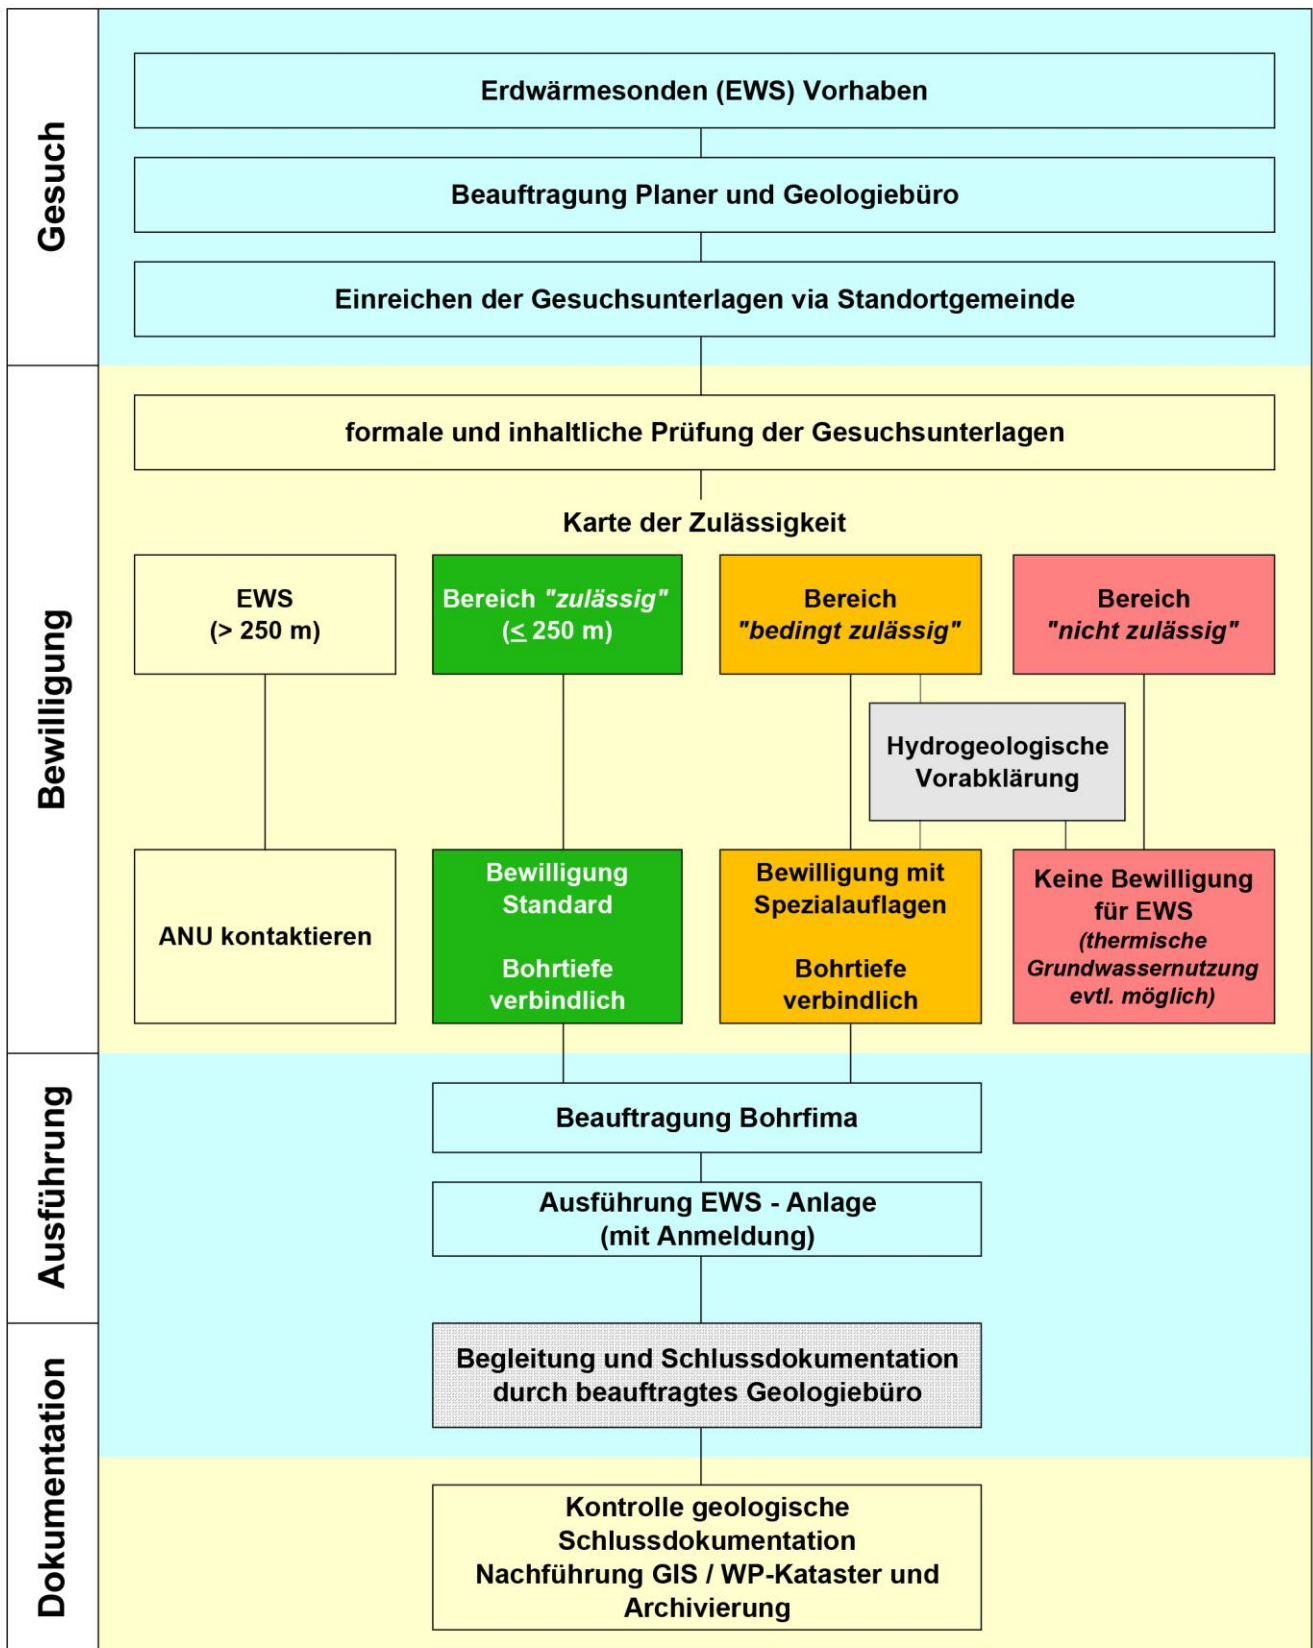 Gesuch
Erdwärmesonden (EWS) Vorhaben
Beauftragung Planer und Geologiebüro
Einreichen der Gesuchsunterlagen via Standortgemeinde
Bewilligung
formale und inhaltliche Prüfung der Gesuchsunterlagen
Karte der Zulässigkeit
EWS
(> 250 m)
Bereich "zulässig"
(≤ 250 m)
Bereich
"bedingt zulässig"
Bereich
"nicht zulässig"
Hydrogeologische
Vorabklärung
ANU kontaktieren
Bewilligung
Standard
Bohrtiefe
verbindlich
Bewilligung mit
Spezialauflagen
Bohrtiefe
verbindlich
Keine Bewilligung
für EWS
(thermische
Grundwassernutzung
evtl. möglich)
Ausführung
Beauftragung Bohrfima
Ausführung EWS - Anlage
(mit Anmeldung)
Dokumentation
Begleitung und Schlussdokumentation
durch beauftragtes Geologiebüro
Kontrolle geologische
Schlussdokumentation
Nachführung GIS / WP-Kataster und
Archivierung